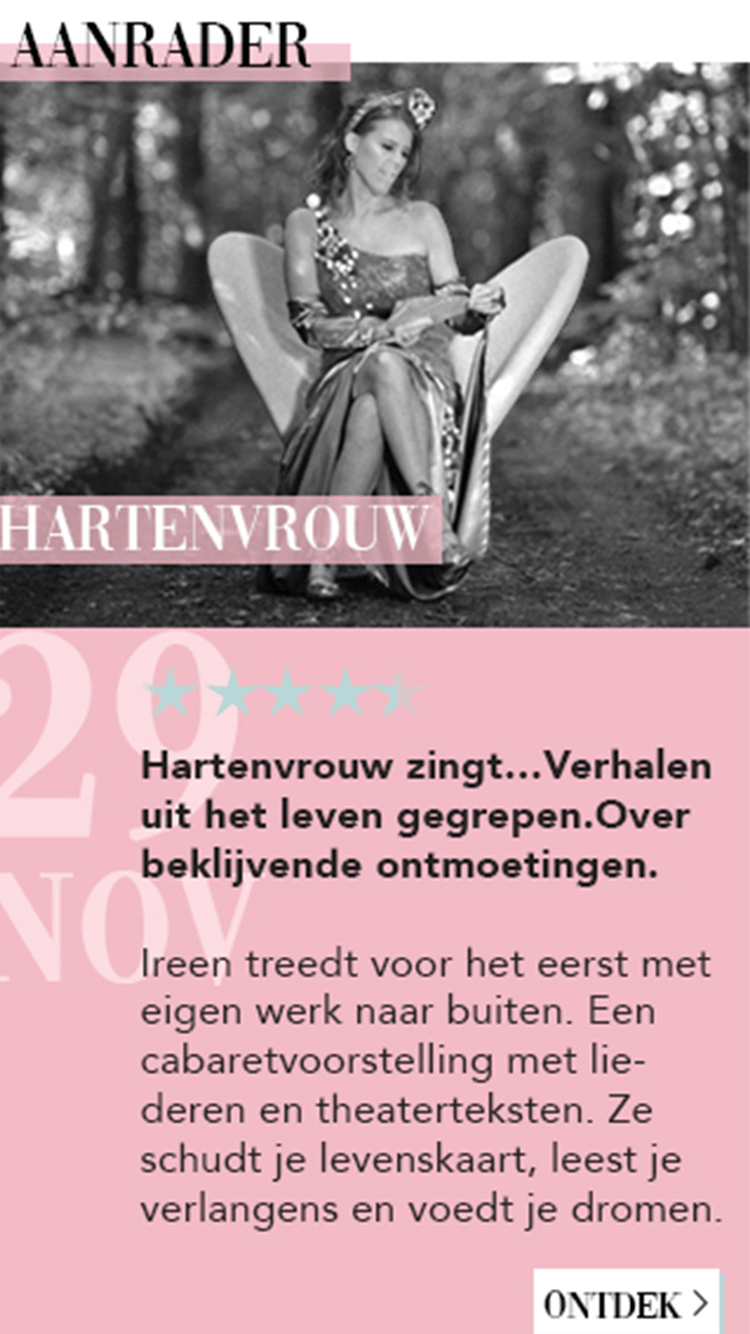 AANRADER
HARTENVROUW
29
NOV
Hartenvrouw zingt...Verhalen
uit het leven gegrepen.Over
beklijvende ontmoetingen.
Ireen treedt voor het eerst met
eigen werk naar buiten. Een
cabaretvoorstelling met lie-
deren en theaterteksten. Ze
schudt je levenskaart, leest je
verlangens en voedt je dromen.
ONTDEK >